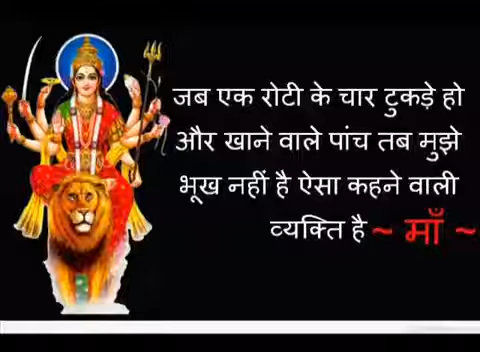 जब एक रोटी के चार टुकड़े हो
और खाने वाले पांच तब मुझे
भूख नहीं है ऐसा कहने वाली
व्यक्ति है ~ माँ ~